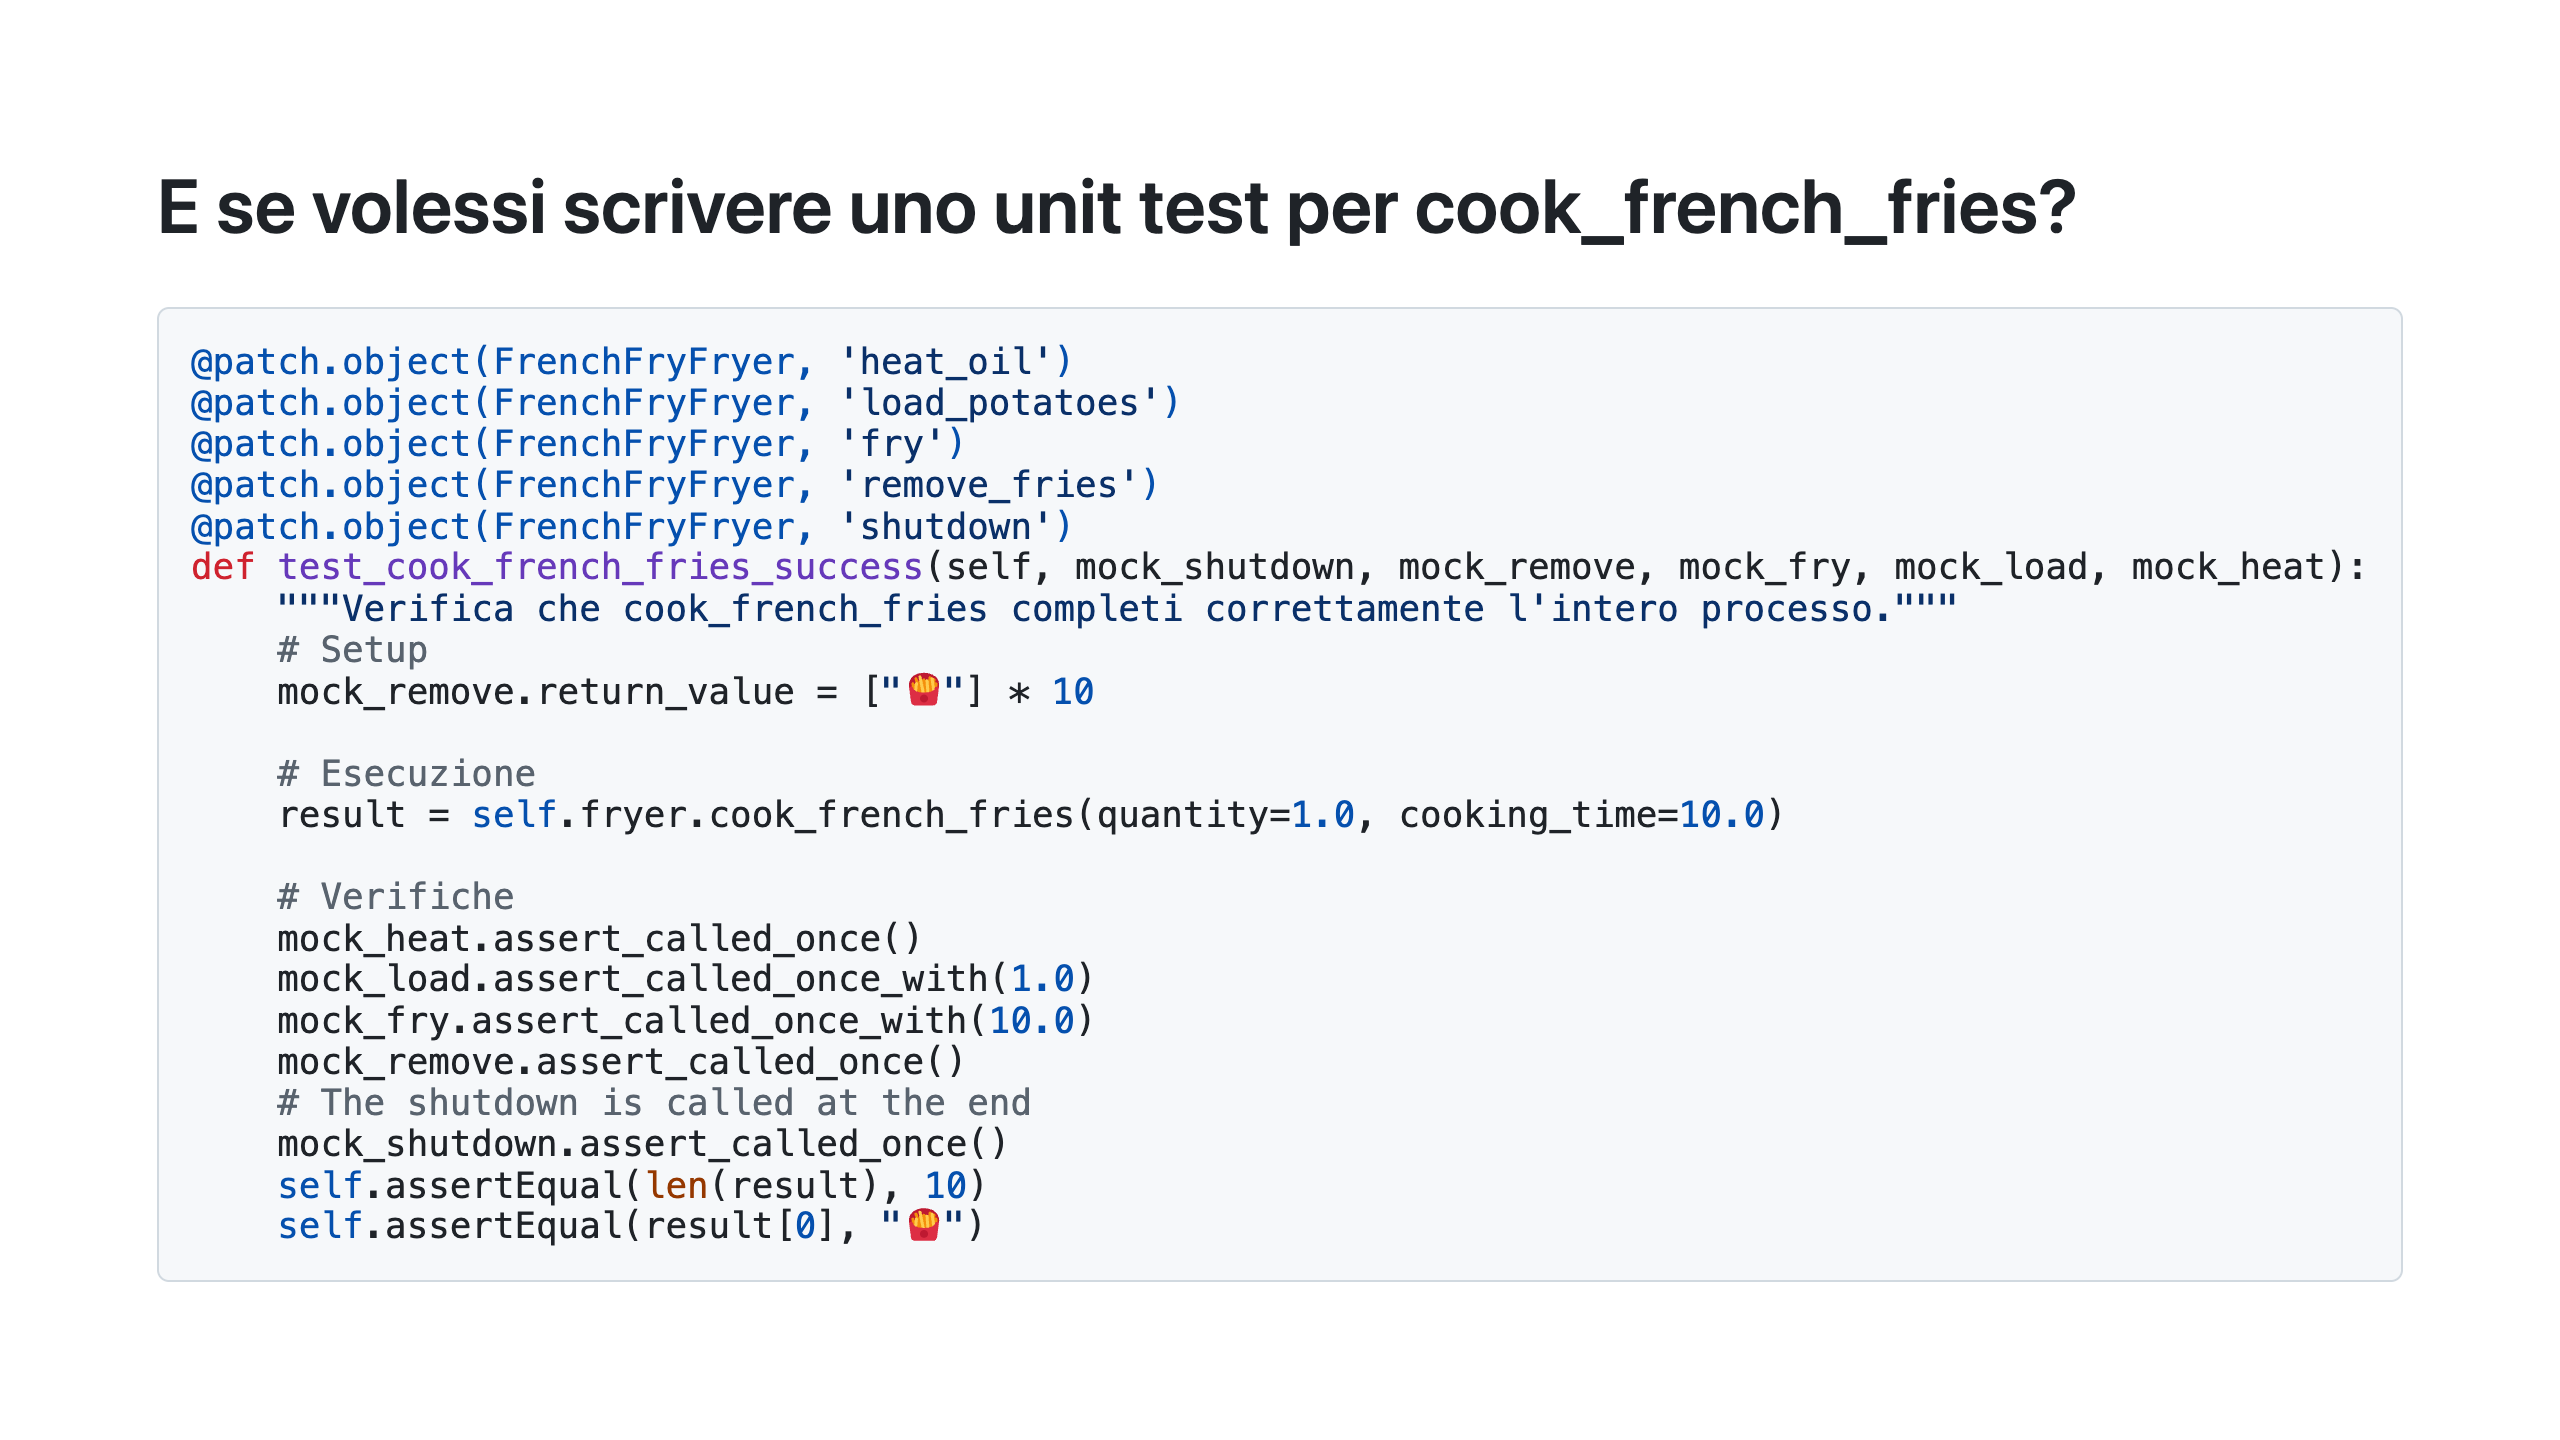 E se volessi scrivere uno unit test per cook_french_fries?
@patch.object(FrenchFryFryer, 'heat_oil')
@patch.object(FrenchFryFryer, 'load_potatoes')
@patch.object(FrenchFryFryer, 'fry')
@patch.object(FrenchFryFryer, 'remove_fries')
@patch.object(FrenchFryFryer, 'shutdown')
def test_cook_french_fries_success(self, mock_shutdown, mock_remove, mock_fry, mock_load, mock_heat):
    """Verifica che cook_french_fries completi correttamente l'intero processo."""
    # Setup
    mock_remove.return_value = ["🍟"] * 10

    # Esecuzione
    result = self.fryer.cook_french_fries(quantity=1.0, cooking_time=10.0)

    # Verifiche
    mock_heat.assert_called_once()
    mock_load.assert_called_once_with(1.0)
    mock_fry.assert_called_once_with(10.0)
    mock_remove.assert_called_once()
    # The shutdown is called at the end
    mock_shutdown.assert_called_once()
    self.assertEqual(len(result), 10)
    self.assertEqual(result[0], "🍟")